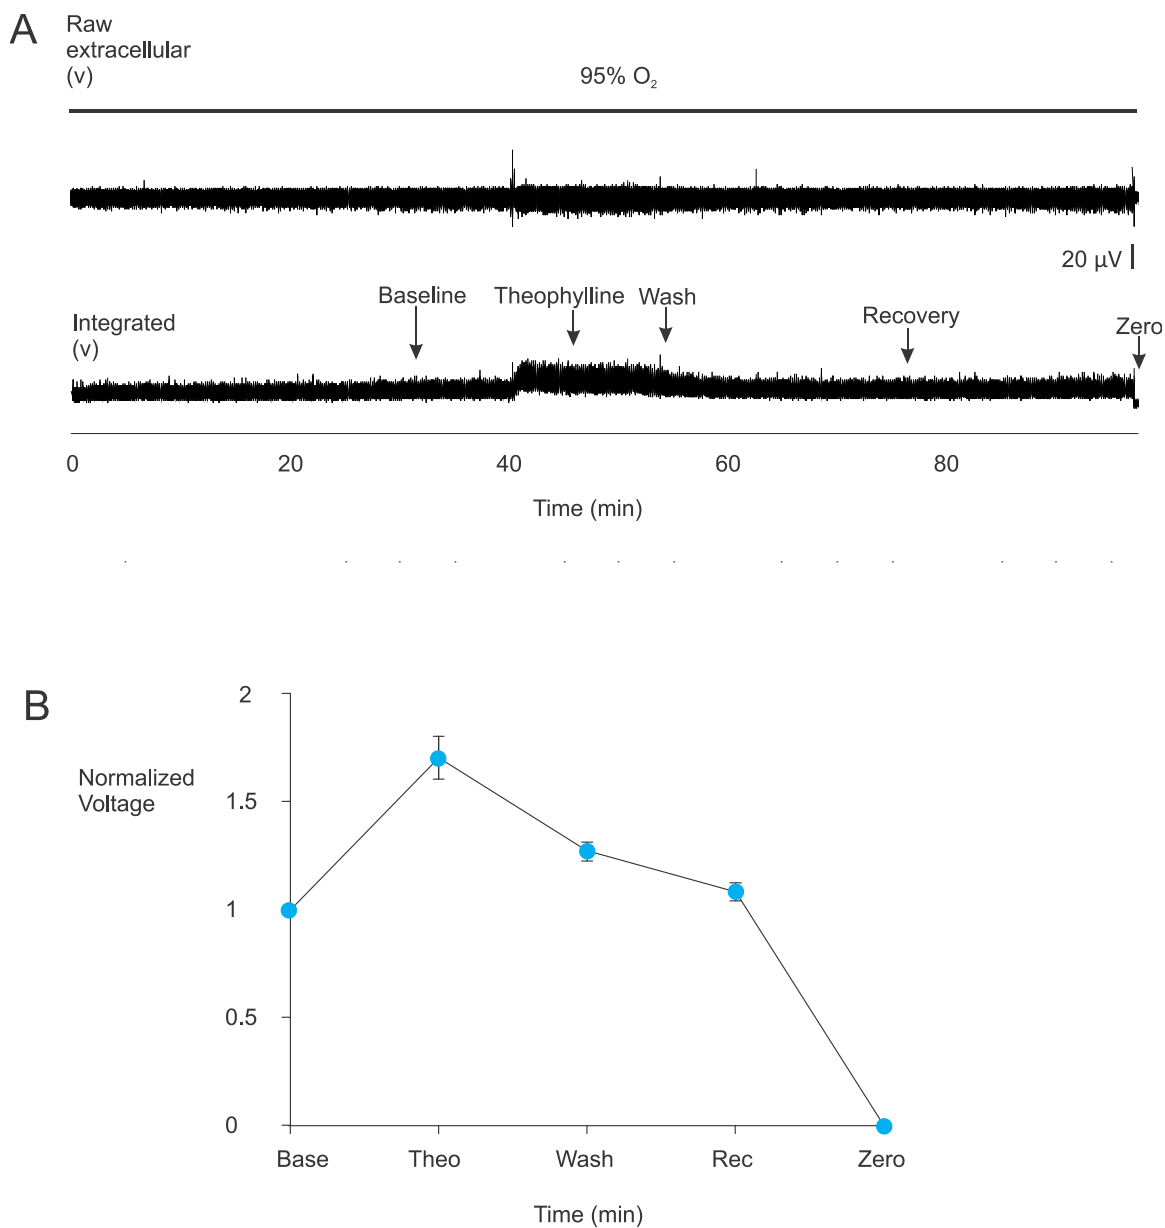 A
Raw
extracellular
(v)
95% O₂
20 µV
Baseline
Theophylline
Wash
Recovery
Zero
Integrated
(v)
0 20 40 60 80
Time (min)
B
2
Normalized
Voltage
1.5
1
0.5
0
Base Theo Wash Rec Zero
Time (min)